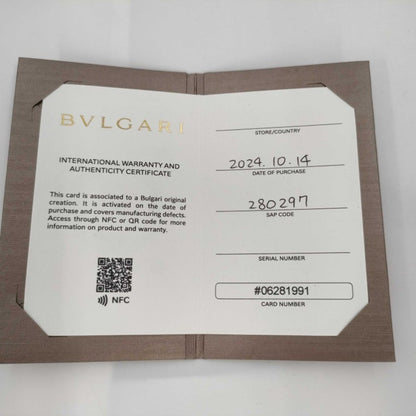 BVLGARI
INTERNATIONAL WARRANTY AND
AUTHENTICITY CERTIFICATE
This card is associated to a Bulgari original
creation. It is activated on the date of
purchase and covers manufacturing defects.
Access through NFC or QR code for more
information on product and warranty.
NFC
STORE/COUNTRY
2024.10.14
DATE OF PURCHASE
280297
SAP CODE
SERIAL NUMBER
#06281991
CARD NUMBER